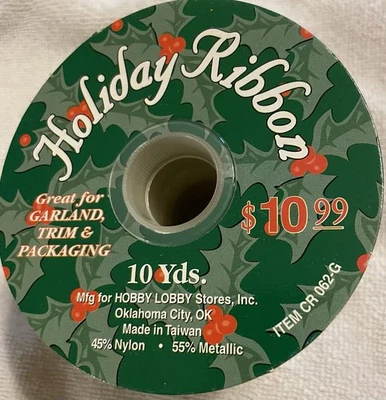 Holiday Ribbon
Great for
GARLAND,
TRIM &
PACKAGING
$10.99
10 Yds.
Mfg for HOBBY LOBBY Stores, Inc.
Oklahoma City, OK
Made in Taiwan
45% Nylon • 55% Metallic
ITEM CR 062-G